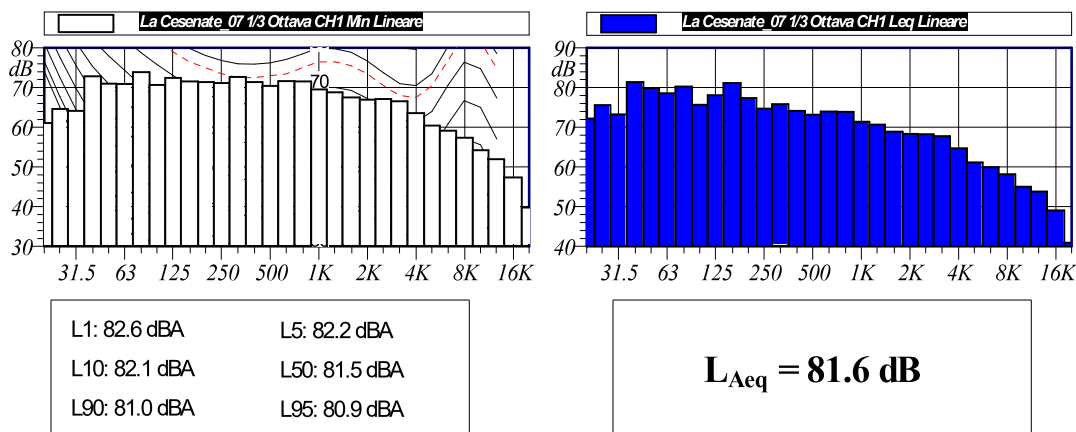 La Cesenate_07 1/3 Ottava CH1 Min Lineare
80
dB
70
60
50
40
30
70
31.5 63 125 250 500 1K 2K 4K 8K 16K
L1: 82.6 dBA L5: 82.2 dBA
L10: 82.1 dBA L50: 81.5 dBA
L90: 81.0 dBA L95: 80.9 dBA
La Cesenate_07 1/3 Ottava CH1 Leq Lineare
90
dB
80
70
60
50
40
31.5 63 125 250 500 1K 2K 4K 8K 16K
LAeq = 81.6 dB